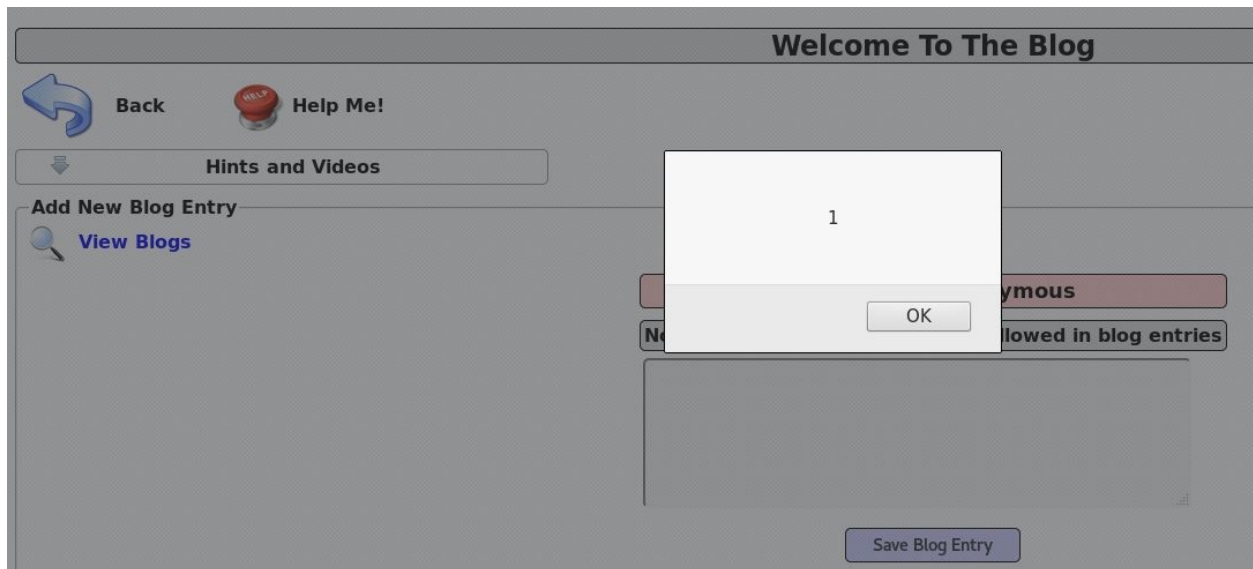 Welcome To The Blog
Back
HELP
Help Me!
Hints and Videos
Add New Blog Entry
View Blogs
1
OK
ymous
llowed in blog entries
Save Blog Entry